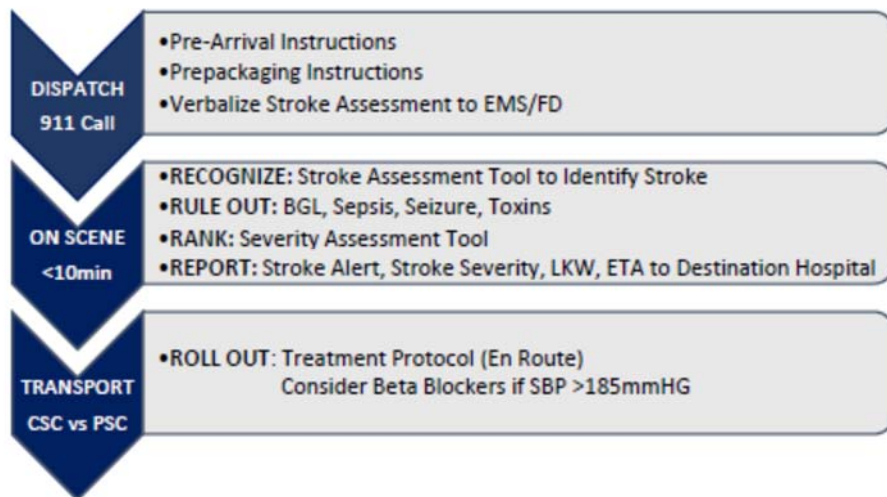 DISPATCH
911 Call
•Pre-Arrival Instructions
•Prepackaging Instructions
•Verbalize Stroke Assessment to EMS/FD
ON SCENE
<10min
•RECOGNIZE: Stroke Assessment Tool to Identify Stroke
•RULE OUT: BGL, Sepsis, Seizure, Toxins
•RANK: Severity Assessment Tool
•REPORT: Stroke Alert, Stroke Severity, LKW, ETA to Destination Hospital
TRANSPORT
CSC vs PSC
•ROLL OUT: Treatment Protocol (En Route)
Consider Beta Blockers if SBP >185mmHG